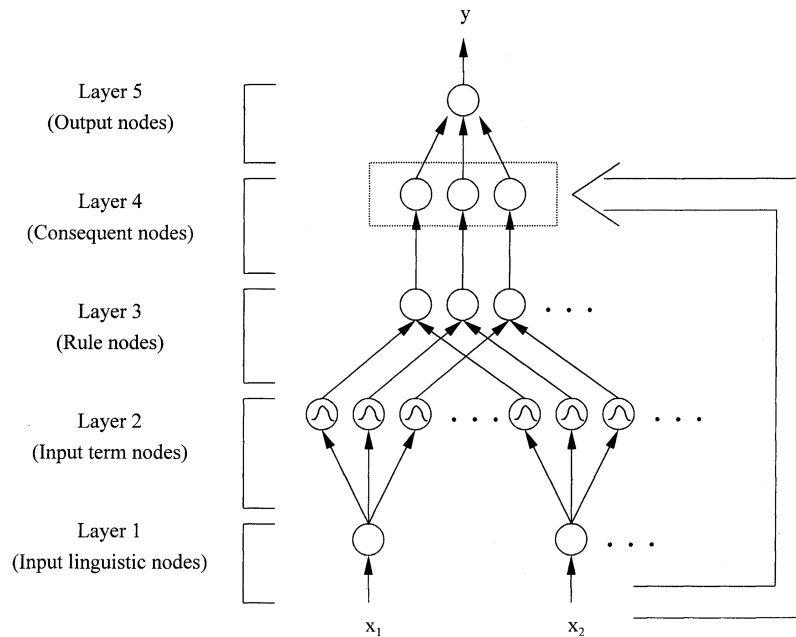 y
Layer 5
(Output nodes)
Layer 4
(Consequent nodes)
Layer 3
(Rule nodes)
. . .
Layer 2
(Input term nodes)
. . .
. . .
Layer 1
(Input linguistic nodes)
. . .
x₁
x₂